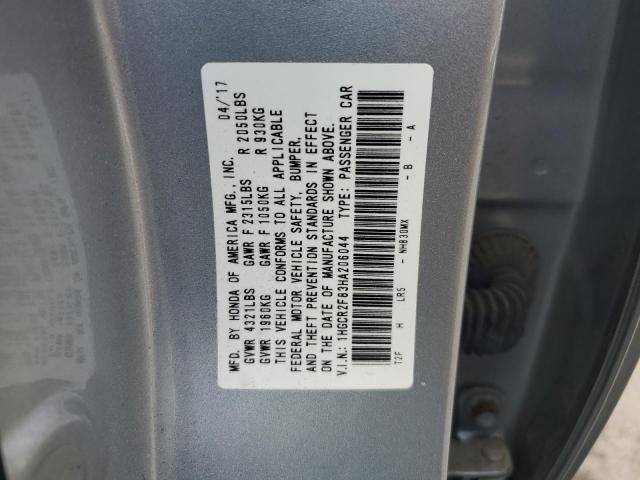 MFD. BY HONDA OF AMERICA MFG., INC. 04/'17
GVWR 4321LBS GAWR F 2315LBS R 2050LBS
GVWR 1960KG GAWR F 1050KG R 930KG
THIS VEHICLE CONFORMS TO ALL APPLICABLE
FEDERAL MOTOR VEHICLE SAFETY, BUMPER,
AND THEFT PREVENTION STANDARDS IN EFFECT
ON THE DATE OF MANUFACTURE SHOWN ABOVE.
V.I.N.: 1HGCR2F83HA206044 TYPE: PASSENGER CAR
T2F H LR5 - NH830MX - B - A